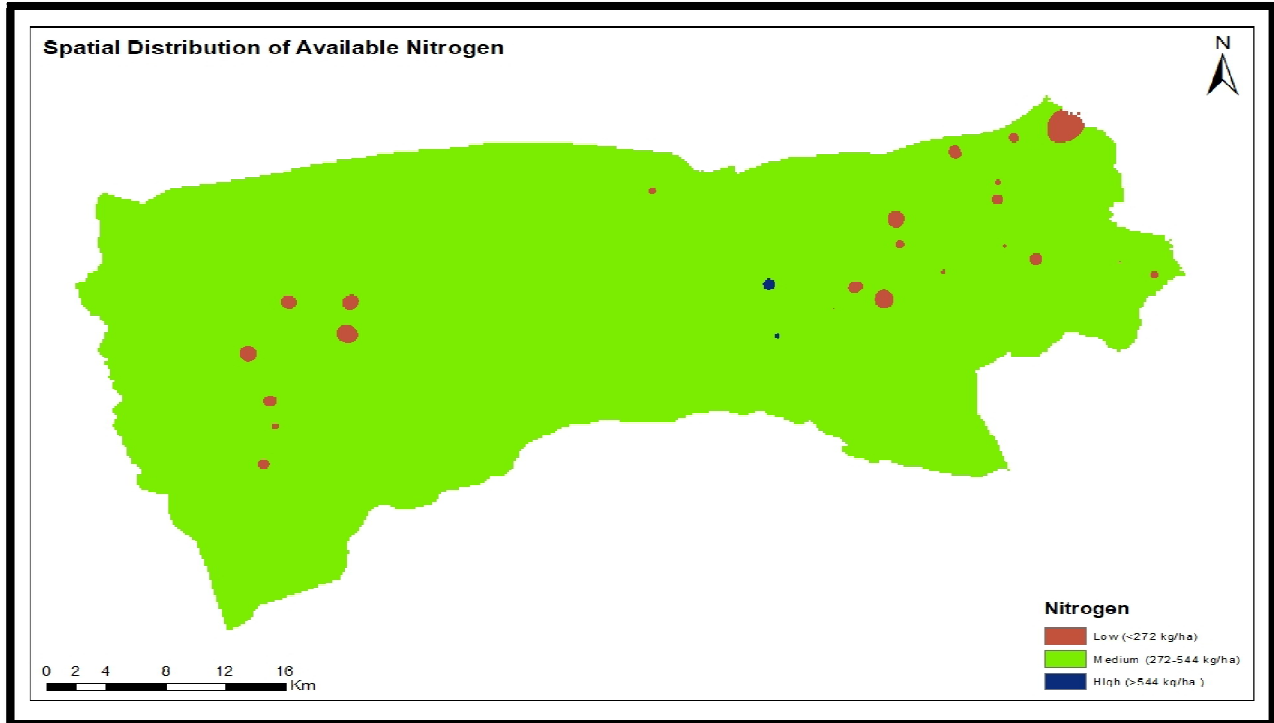 Spatial Distribution of Available Nitrogen
N
Nitrogen
Low (<272 kg/ha)
Medium (272-544 kg/ha)
High (>544 kg/ha )
0 2 4 8 12 16
Km